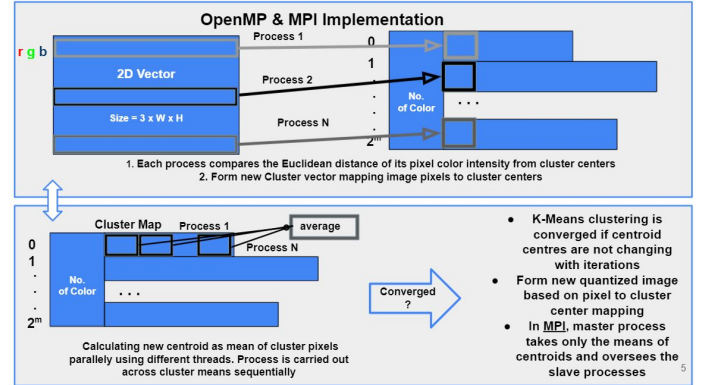 OpenMP & MPI Implementation
r g b
Process 1
2D Vector
Process 2
Size = 3 x W x H
Process N
0
1
.
.
.
2m
No.
of Color
. . .
1. Each process compares the Euclidean distance of its pixel color intensity from cluster centers
2. Form new Cluster vector mapping image pixels to cluster centers
Cluster Map
Process 1
average
Process N
0
1
.
.
.
2m
No.
of Color
. . .
Calculating new centroid as mean of cluster pixels
parallely using different threads. Process is carried out
across cluster means sequentially
Converged
?
● K-Means clustering is
converged if centroid
centres are not changing
with iterations
● Form new quantized image
based on pixel to cluster
center mapping
● In MPI, master process
takes only the means of
centroids and oversees the
slave processes
5